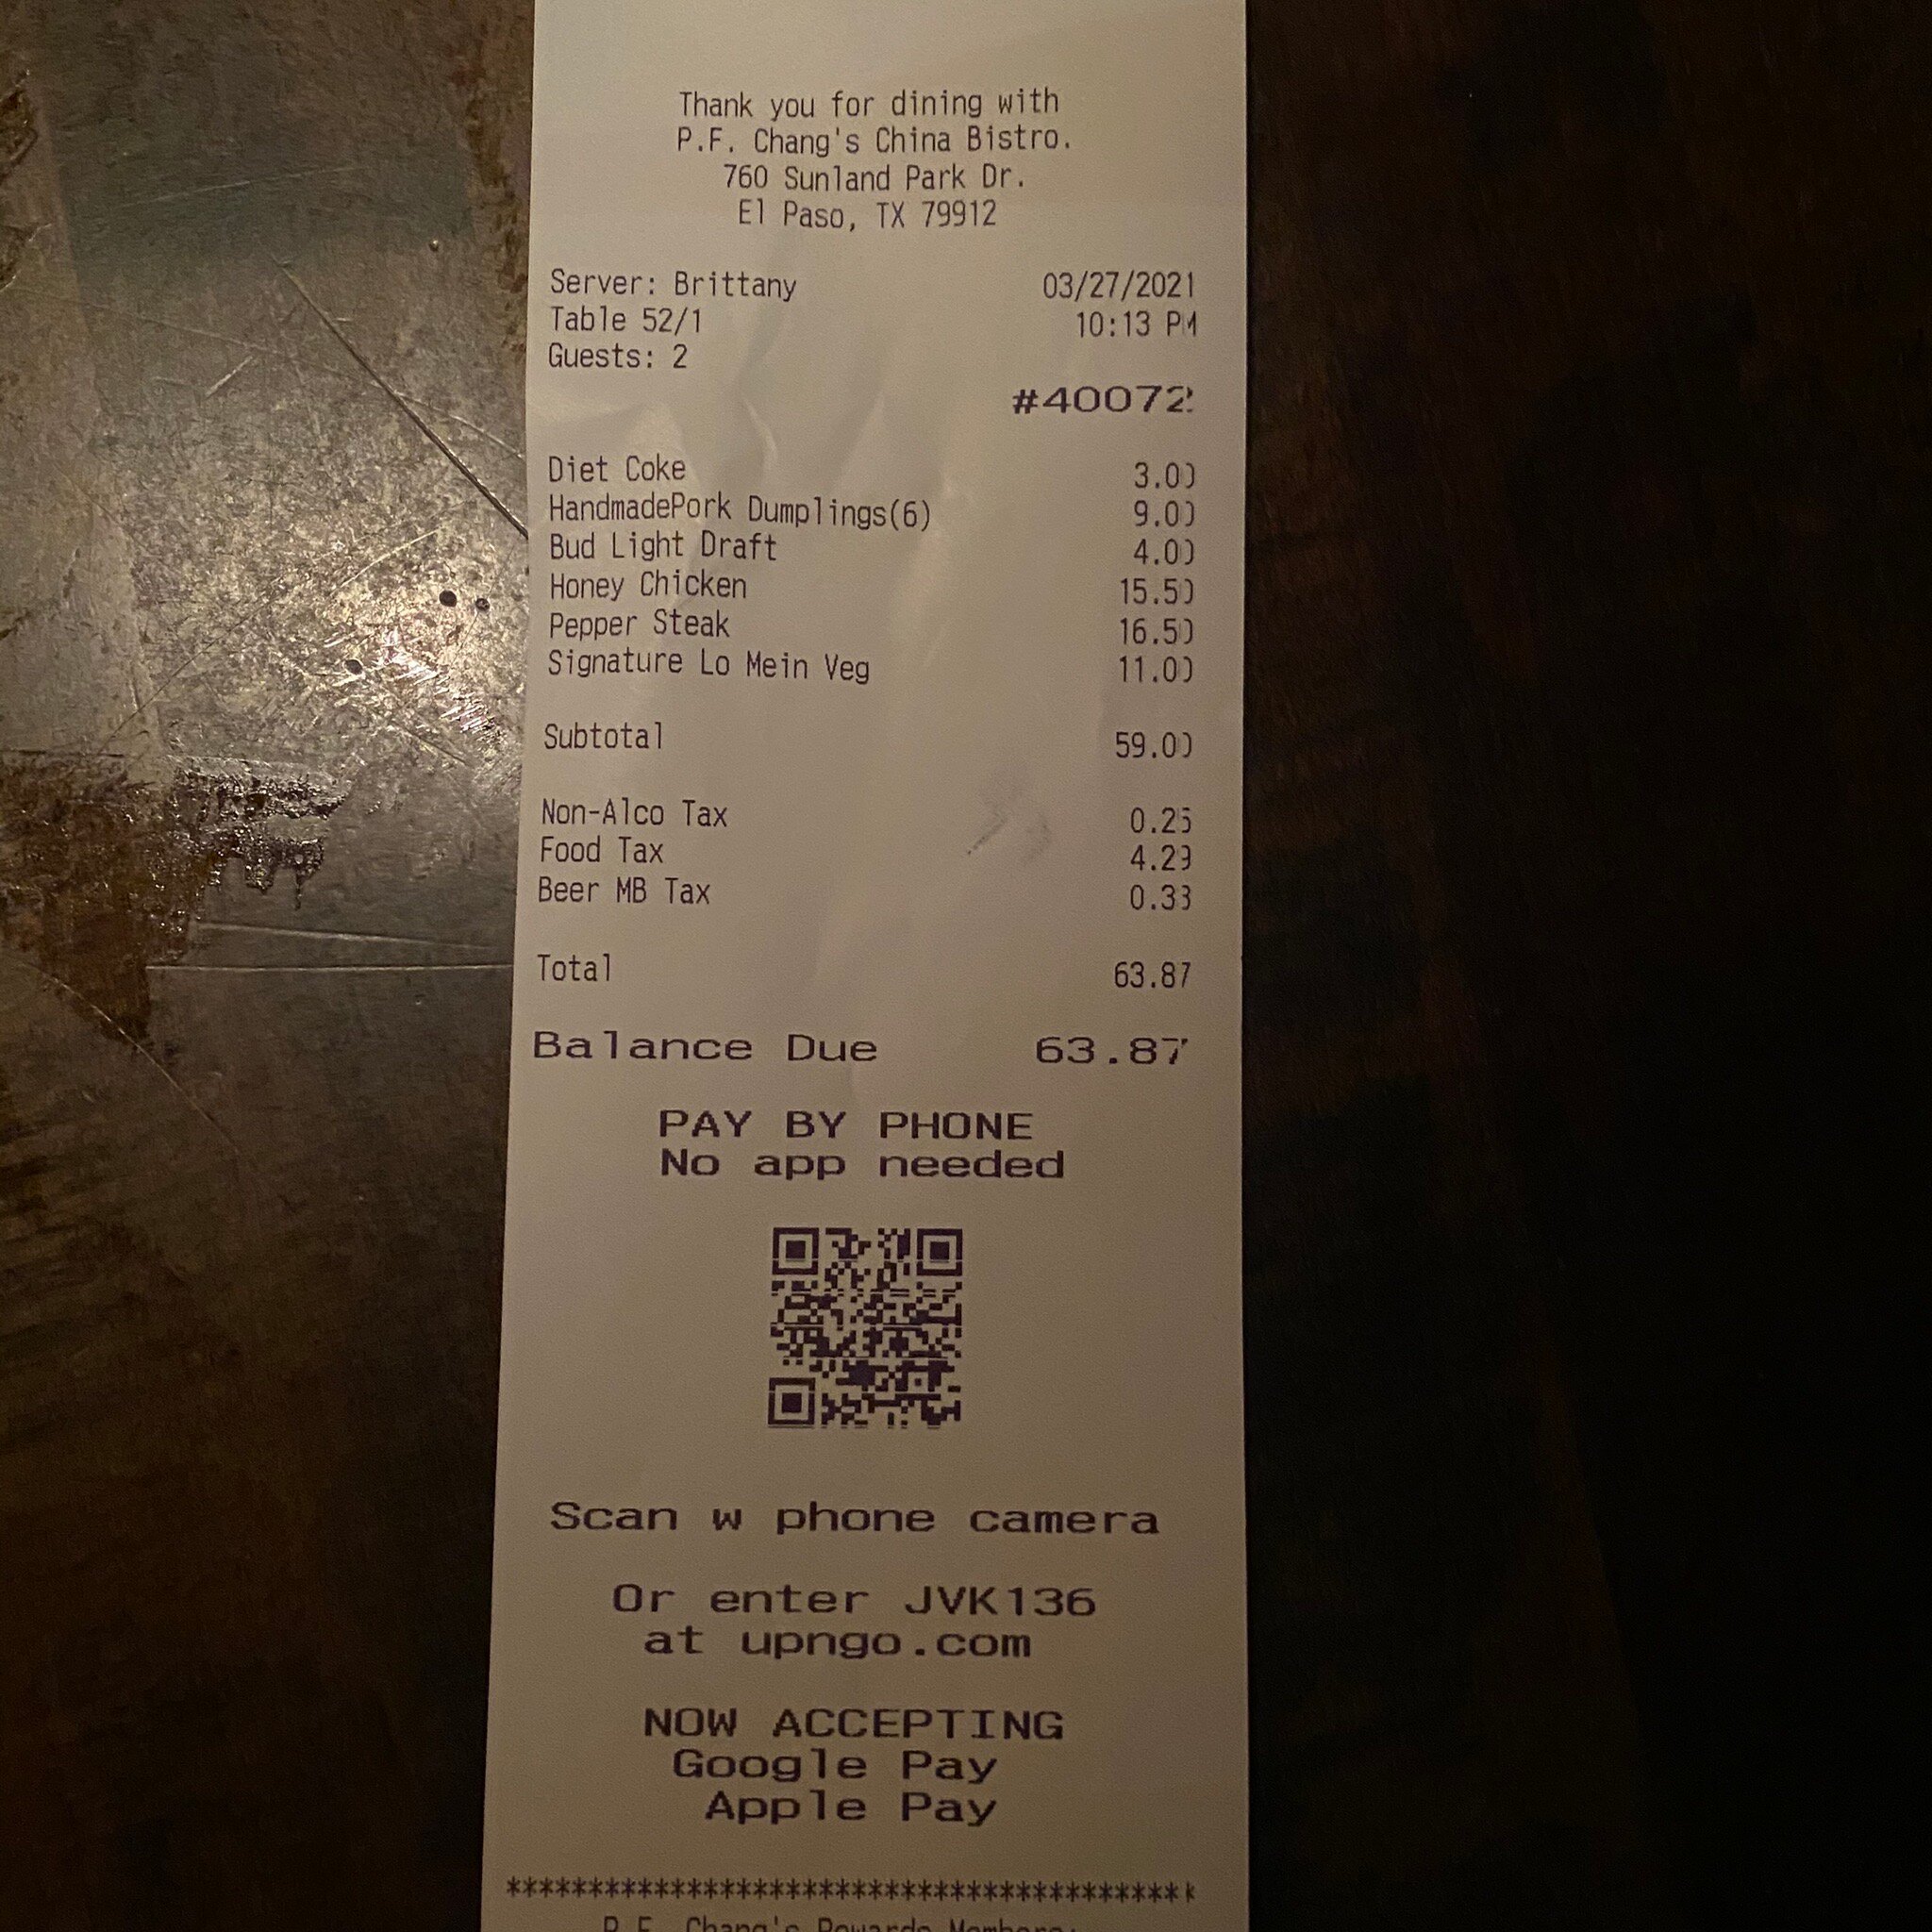 Thank you for dining with
P.F. Chang's China Bistro.
760 Sunland Park Dr.
El Paso, TX 79912
Server: Brittany 03/27/2021
Table 52/1 10:13 PM
Guests: 2
#40072
Diet Coke 3.00
HandmadePork Dumplings(6) 9.00
Bud Light Draft 4.00
Honey Chicken 15.50
Pepper Steak 16.50
Signature Lo Mein Veg 11.00
Subtotal 59.00
Non-Alco Tax 0.25
Food Tax 4.29
Beer MB Tax 0.33
Total 63.87
Balance Due 63.87
PAY BY PHONE
No app needed
Scan w phone camera
Or enter JVK136
at upngo.com
NOW ACCEPTING
Google Pay
Apple Pay
*******************************************
P.F. Chang's Rewards Members: